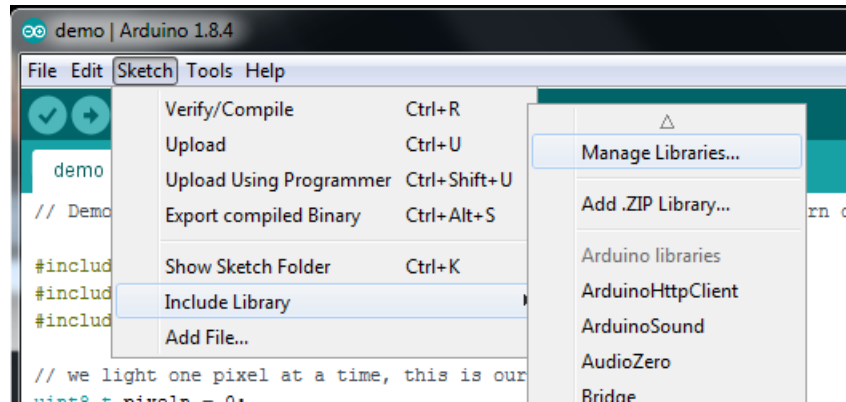 demo | Arduino 1.8.4
File Edit Sketch Tools Help
demo
Verify/Compile Ctrl+R
Upload Ctrl+U
Upload Using Programmer Ctrl+Shift+U
Export compiled Binary Ctrl+Alt+S
Show Sketch Folder Ctrl+K
Include Library
Add File...
Manage Libraries...
Add .ZIP Library...
Arduino libraries
ArduinoHttpClient
ArduinoSound
AudioZero
Bridge
// Demo
#includ
#includ
#includ
// we light one pixel at a time, this is our
uint8_t pixeln = 0;